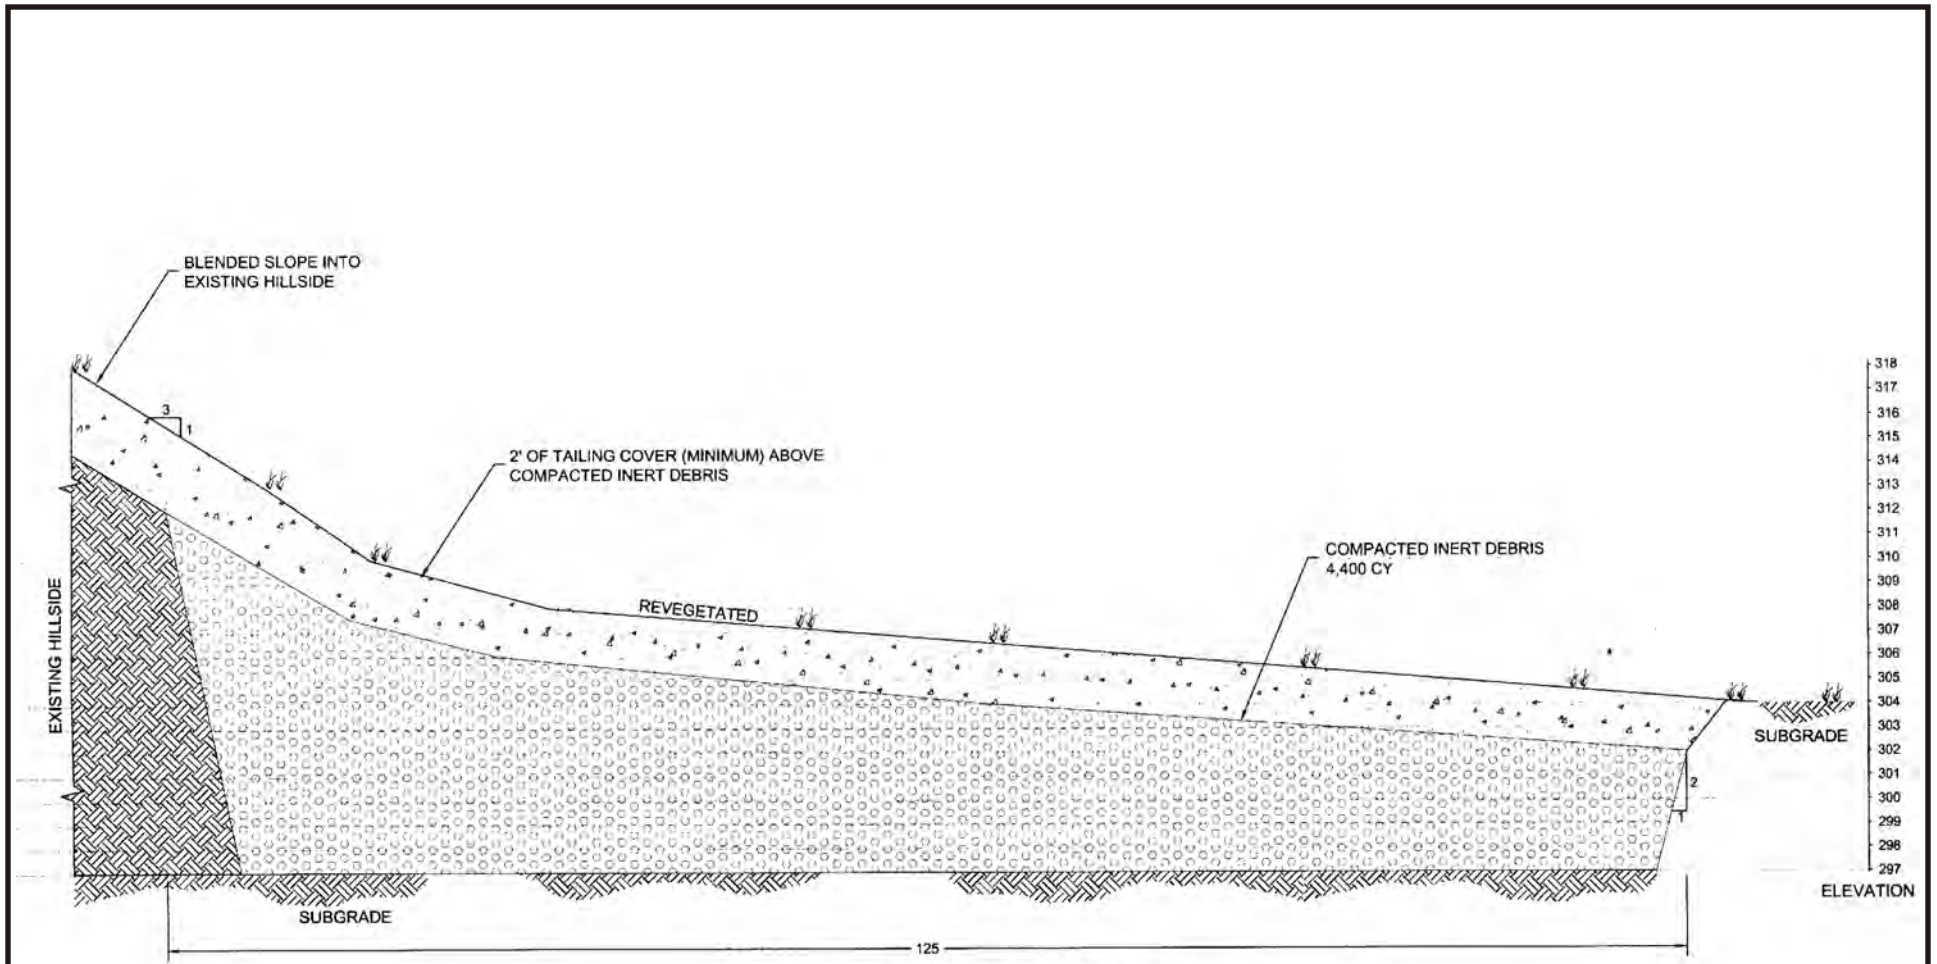 BLENDED SLOPE INTO
EXISTING HILLSIDE
3
1
2' OF TAILING COVER (MINIMUM) ABOVE
COMPACTED INERT DEBRIS
COMPACTED INERT DEBRIS
4,400 CY
REVEGETATED
EXISTING HILLSIDE
318
317
316
315
314
313
312
311
310
309
308
307
306
305
304
303
302
301
300
299
298
297
ELEVATION
SUBGRADE
2
1
SUBGRADE
125